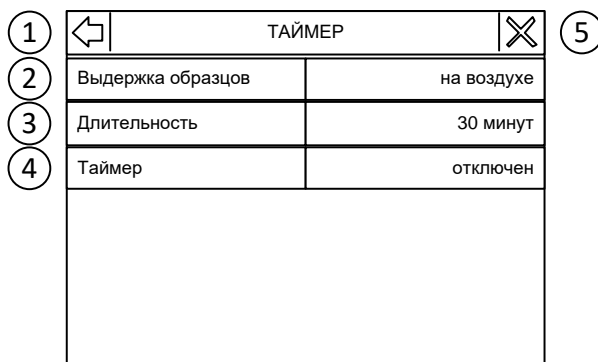 1 ТАЙМЕР 5
2 Выдержка образцов на воздухе
3 Длительность 30 минут
4 Таймер отключен